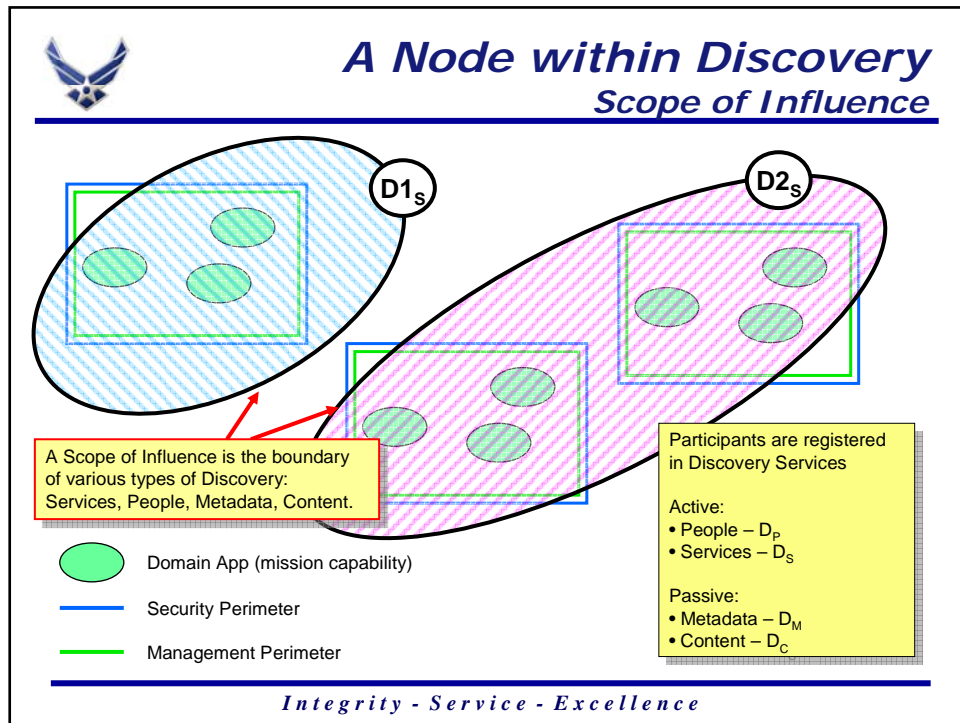 A Node within Discovery
Scope of Influence
D1S
D2S
A Scope of Influence is the boundary
of various types of Discovery:
Services, People, Metadata, Content.
Participants are registered
in Discovery Services
Active:
• People – DP
• Services – DS
Passive:
• Metadata – DM
• Content – DC
Domain App (mission capability)
Security Perimeter
Management Perimeter
Integrity - Service - Excellence